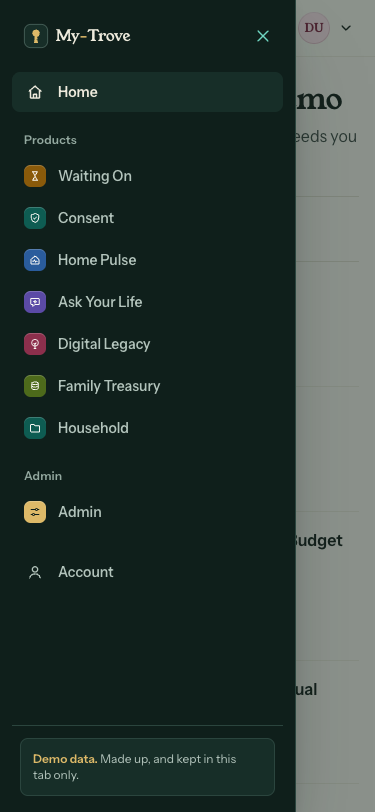 My-Trove
DU
Home
Products
Waiting On
Consent
Home Pulse
Ask Your Life
Digital Legacy
Family Treasury
Household
Admin
Admin
Account
Demo data. Made up, and kept in this
tab only.
mo
eeds you
Budget
ual